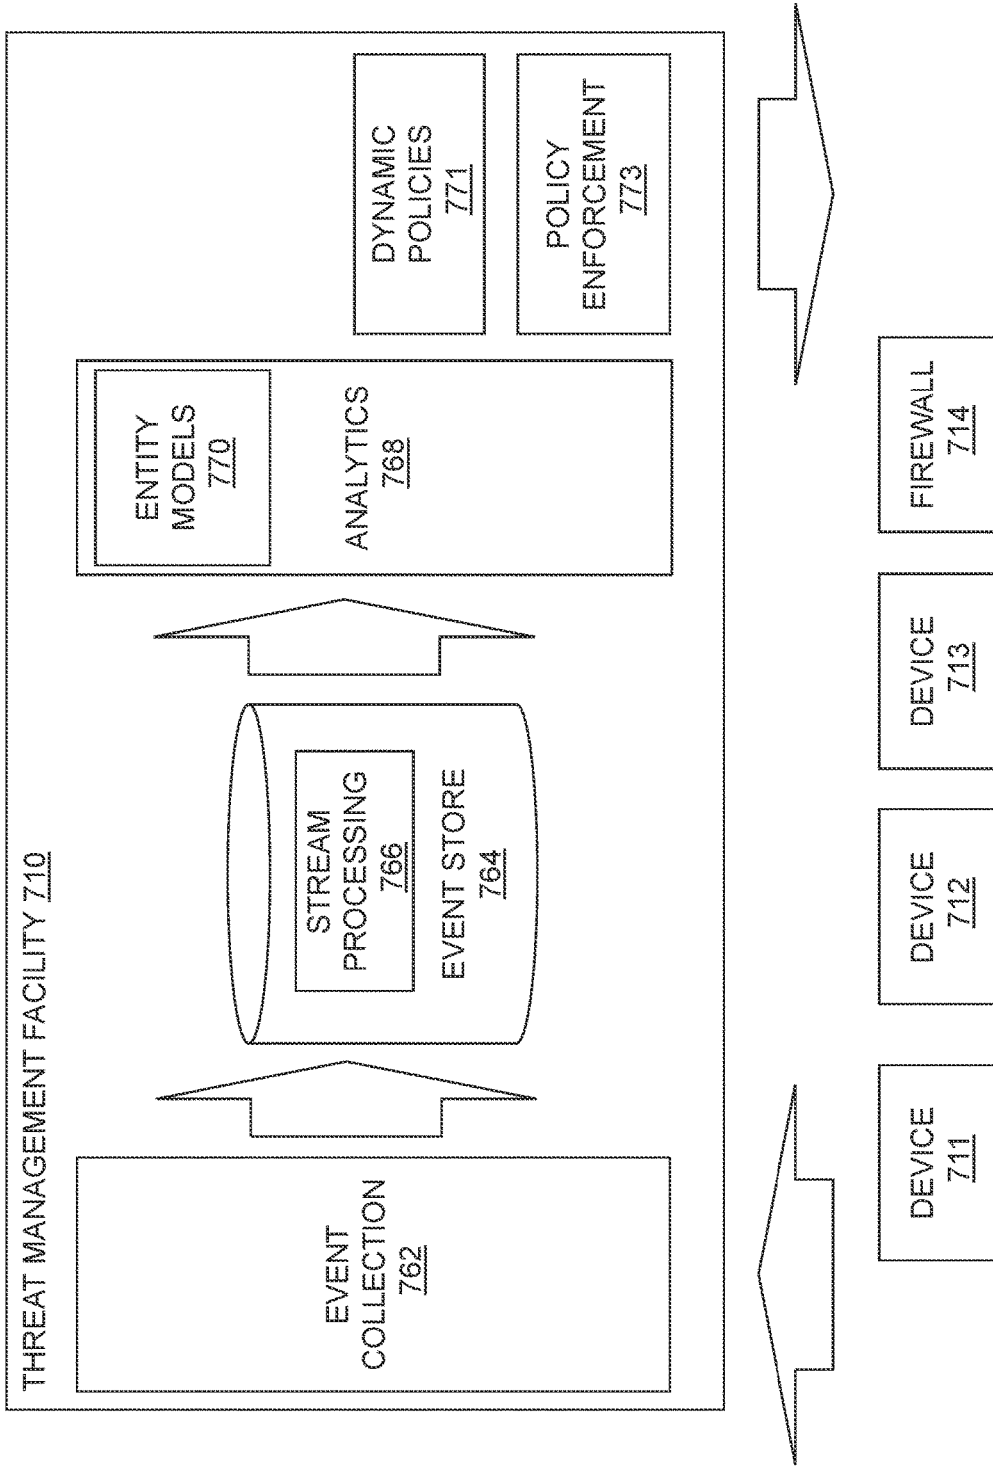 THREAT MANAGEMENT FACILITY 710
EVENT
COLLECTION
762
STREAM
PROCESSING
766
EVENT STORE
764
ENTITY
MODELS
770
ANALYTICS
768
DYNAMIC
POLICIES
771
POLICY
ENFORCEMENT
773
DEVICE
711
DEVICE
712
DEVICE
713
FIREWALL
714